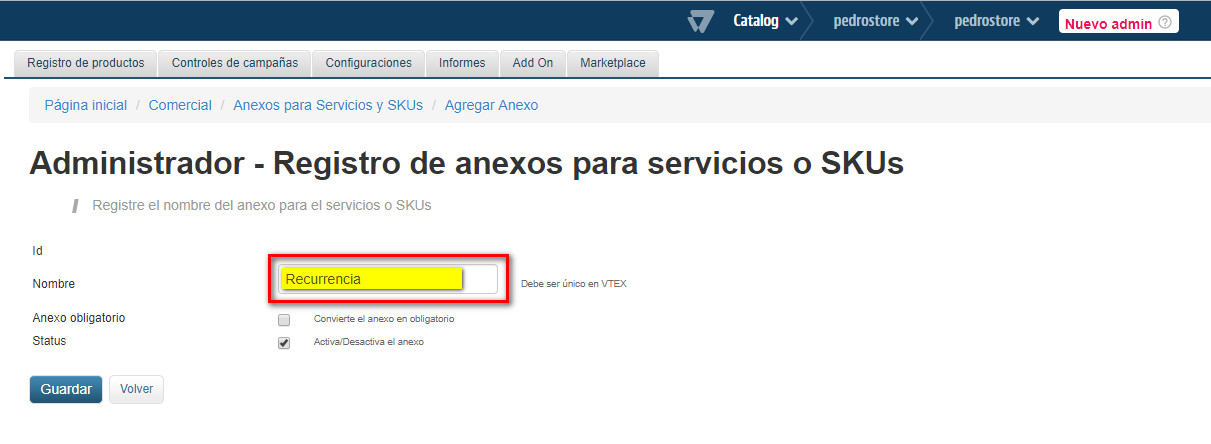 Catalog pedrostore pedrostore Nuevo admin ?
Registro de productos Controles de campañas Configuraciones Informes Add On Marketplace
Página inicial / Comercial / Anexos para Servicios y SKUs / Agregar Anexo
Administrador - Registro de anexos para servicios o SKUs
Registre el nombre del anexo para el servicios o SKUs
Id
Nombre Recurrencia Debe ser único en VTEX
Anexo obligatorio Convierte el anexo en obligatorio
Status Activa/Desactiva el anexo
Guardar Volver